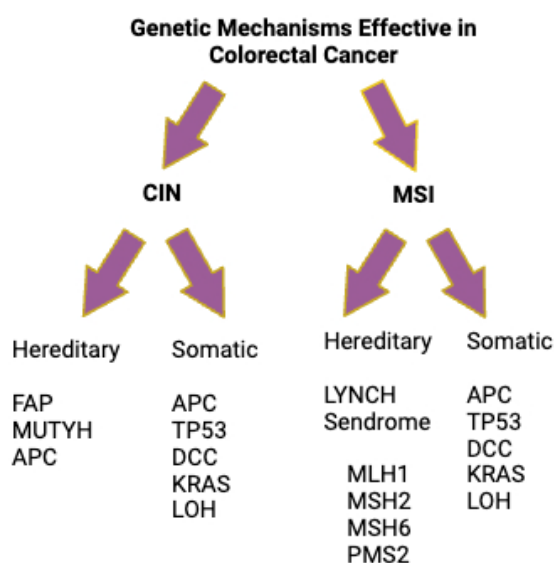 Genetic Mechanisms Effective in
Colorectal Cancer
CIN
MSI
Hereditary
FAP
MUTYH
APC
Somatic
APC
TP53
DCC
KRAS
LOH
Hereditary
LYNCH
Sendrome
MLH1
MSH2
MSH6
PMS2
Somatic
APC
TP53
DCC
KRAS
LOH